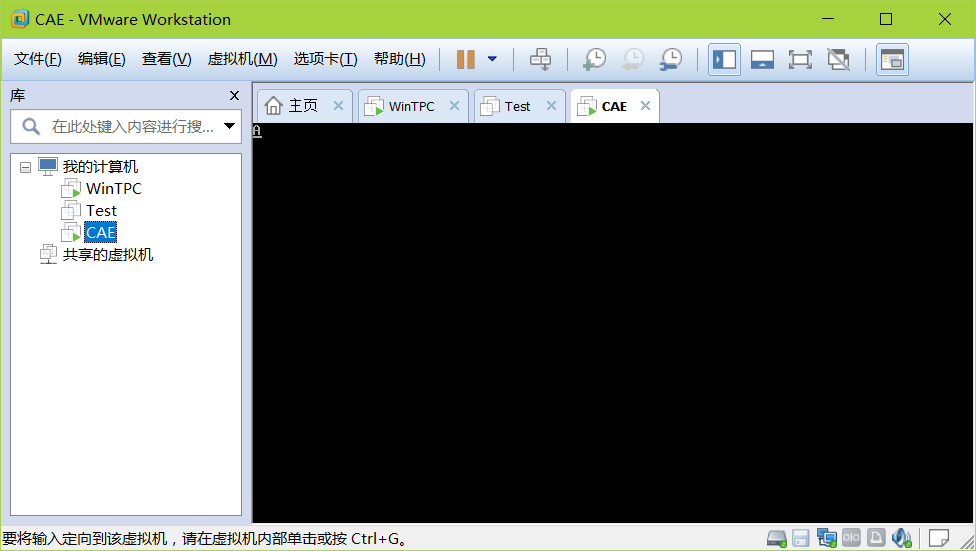 CAE - VMware Workstation
文件(F) 编辑(E) 查看(V) 虚拟机(M) 选项卡(T) 帮助(H)
库
在此处键入内容进行搜...
我的计算机
WinTPC
Test
CAE
共享的虚拟机
主页 WinTPC Test CAE
A
要将输入定向到该虚拟机，请在虚拟机内部单击或按 Ctrl+G。